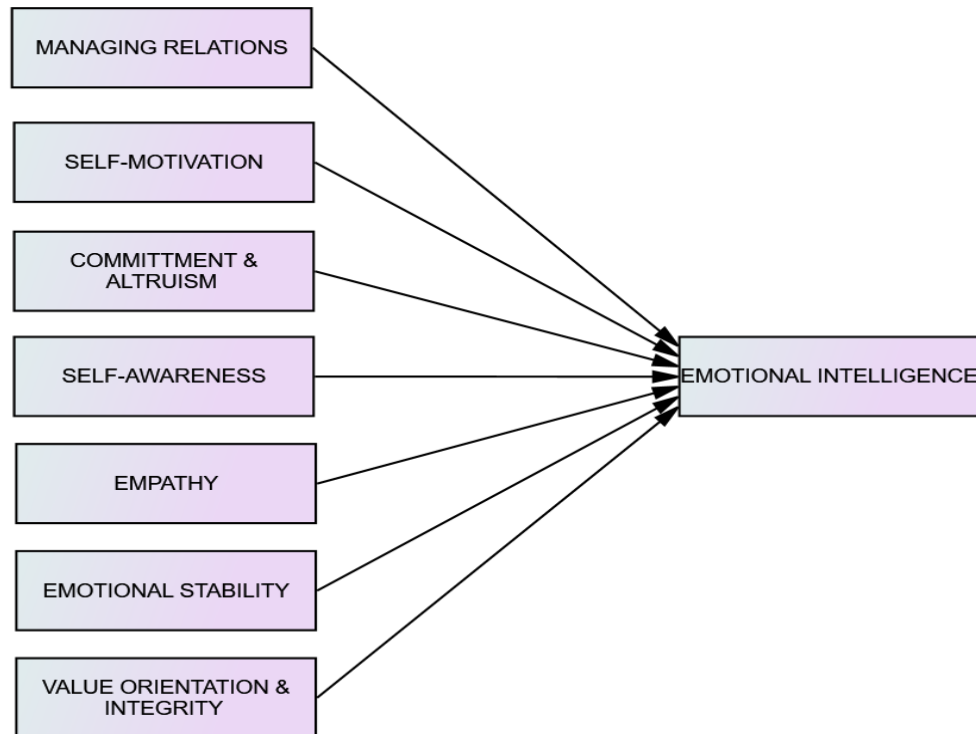 MANAGING RELATIONS
SELF-MOTIVATION
COMMITTMENT &
ALTRUISM
SELF-AWARENESS
EMPATHY
EMOTIONAL STABILITY
VALUE ORIENTATION &
INTEGRITY
EMOTIONAL INTELLIGENCE